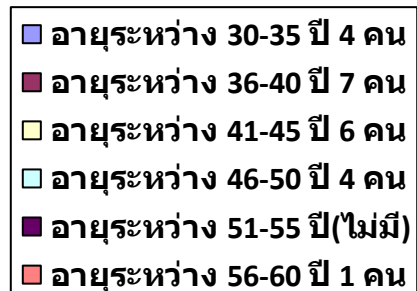 อายุระหว่าง 30-35 ปี 4 คน
อายุระหว่าง 36-40 ปี 7 คน
อายุระหว่าง 41-45 ปี 6 คน
อายุระหว่าง 46-50 ปี 4 คน
อายุระหว่าง 51-55 ปี(ไม่มี)
อายุระหว่าง 56-60 ปี 1 คน